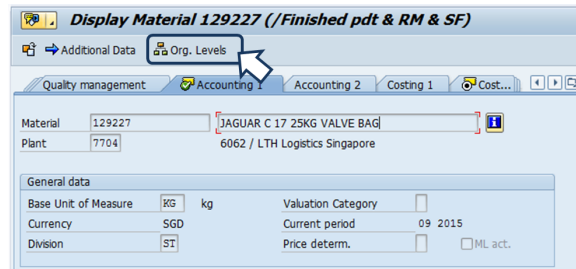 Display Material 129227 (/Finished pdt & RM & SF)
Additional Data Org. Levels
Quality management Accounting 1 Accounting 2 Costing 1 Cost...
Material 129227 JAGUAR C 17 25KG VALVE BAG
Plant 7704 6062 / LTH Logistics Singapore
General data
Base Unit of Measure KG kg Valuation Category
Currency SGD Current period 09 2015
Division ST Price determ. ML act.